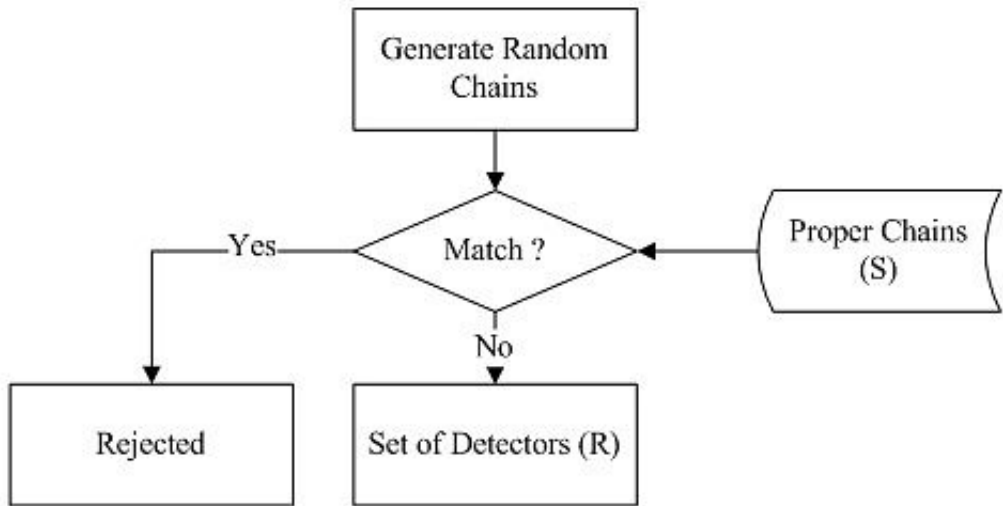 Generate Random
Chains
Yes
Match ?
Proper Chains
(S)
No
Rejected
Set of Detectors (R)